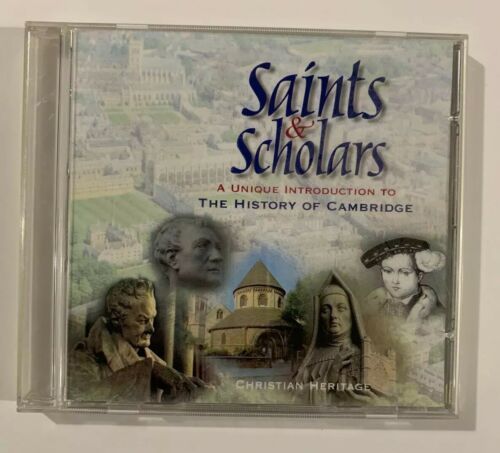 Saints
&
Scholars
A UNIQUE INTRODUCTION TO
THE HISTORY OF CAMBRIDGE
CHRISTIAN HERITAGE